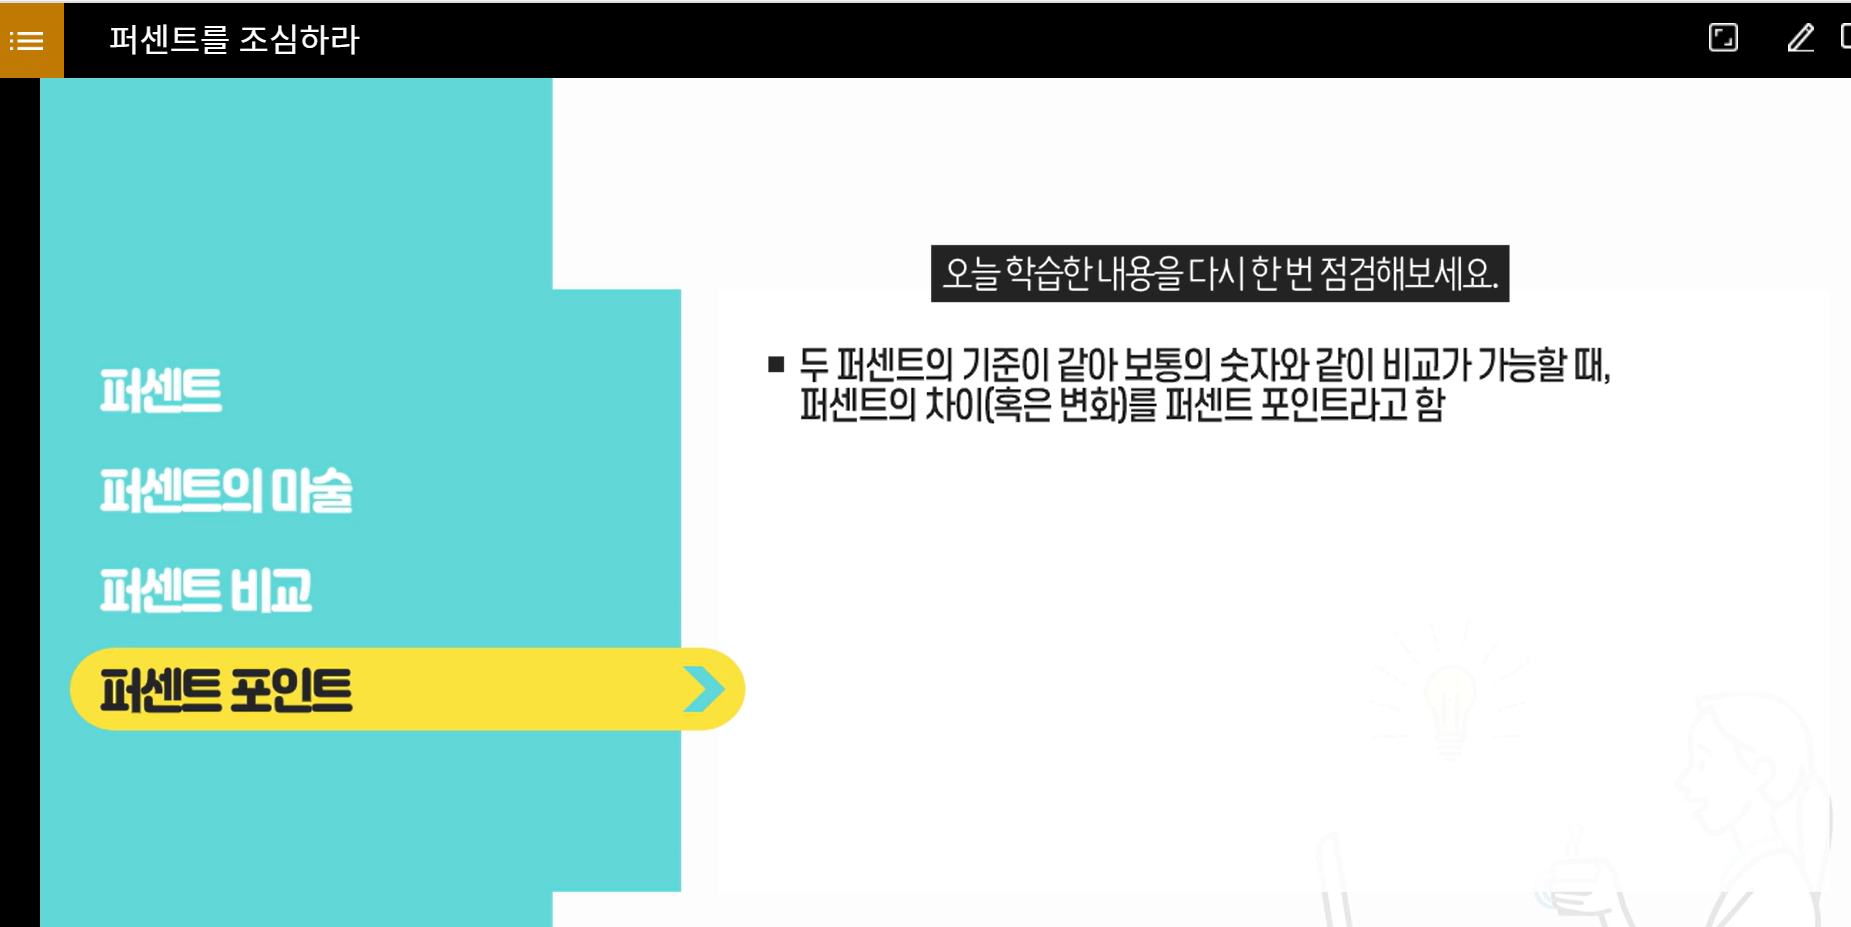 퍼센트를 조심하라
오늘 학습한 내용을 다시 한 번 점검해보세요.
퍼센트
퍼센트의 마술
퍼센트 비교
퍼센트 포인트
■ 두 퍼센트의 기준이 같아 보통의 숫자와 같이 비교가 가능할 때,
퍼센트의 차이(혹은 변화)를 퍼센트 포인트라고 함